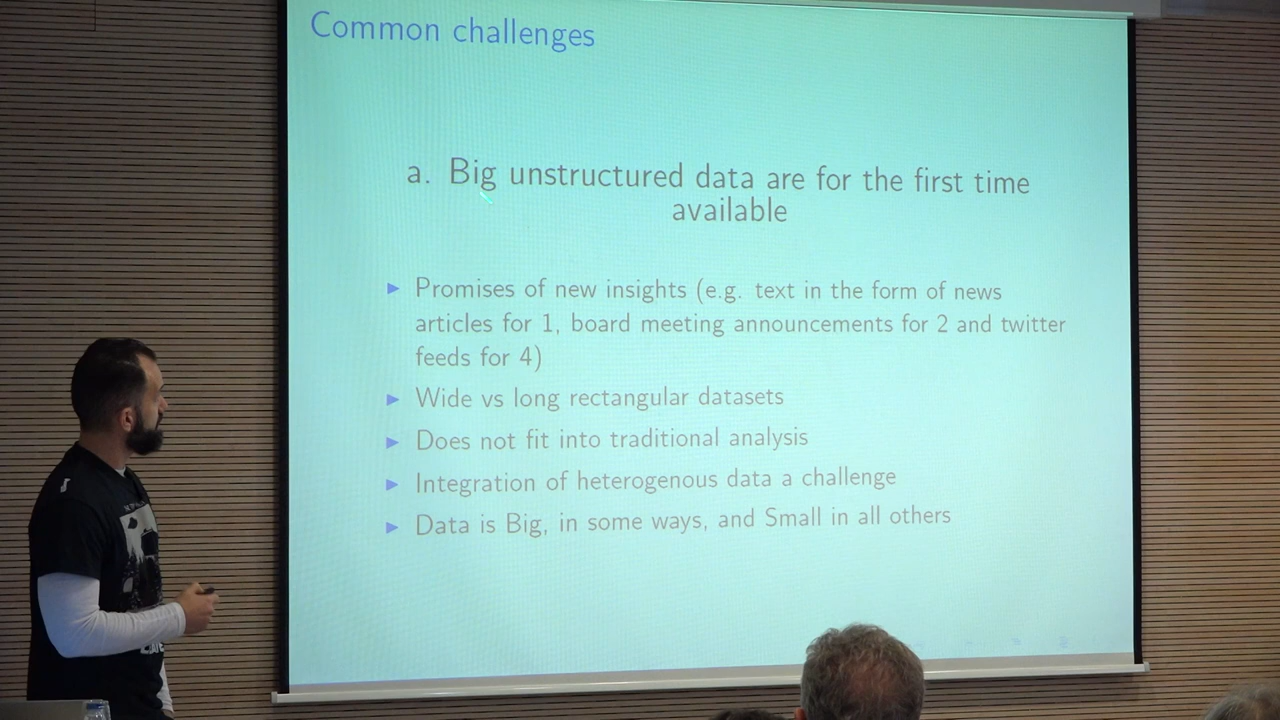 Common challenges
a. Big unstructured data are for the first time
available
Promises of new insights (e.g. text in the form of news
articles for 1, board meeting announcements for 2 and twitter
feeds for 4)
Wide vs long rectangular datasets
Does not fit into traditional analysis
Integration of heterogenous data a challenge
Data is Big, in some ways, and Small in all others